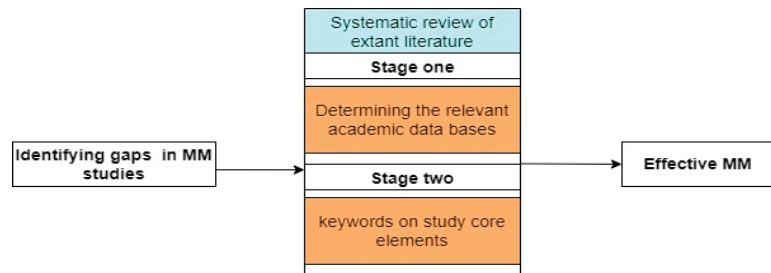 Systematic review of
extant literature
Stage one
Determining the relevant
academic data bases
Identifying gaps in MM
studies
Stage two
Effective MM
keywords on study core
elements